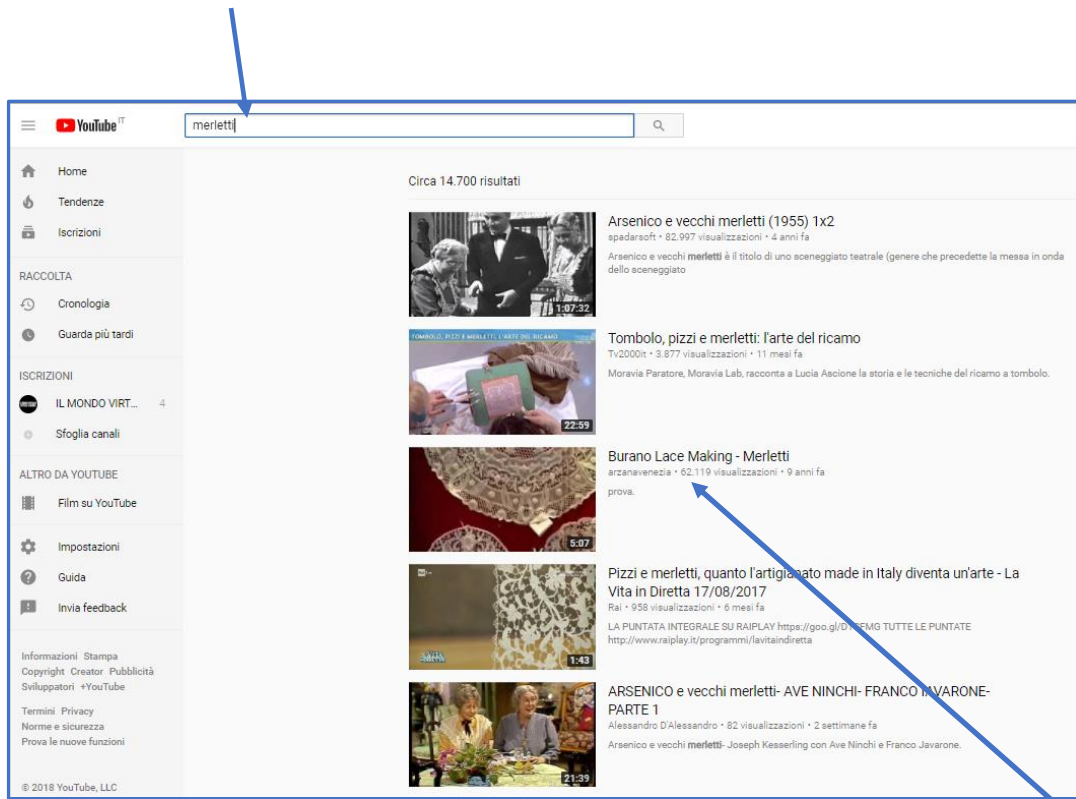 YouTube IT
merletti
Home
Tendenze
Iscrizioni
RACCOLTA
Cronologia
Guarda più tardi
ISCRIZIONI
IL MONDO VIRT... 4
Sfoglia canali
ALTRO DA YOUTUBE
Film su YouTube
Impostazioni
Guida
Invia feedback
Informazioni Stampa
Copyright Creator Pubblicità
Sviluppatori +YouTube
Termini Privacy
Norme e sicurezza
Prova le nuove funzioni
© 2018 YouTube, LLC
Circa 14.700 risultati
1:07:32
Arsenico e vecchi merletti (1955) 1x2
spadarsoft • 82.997 visualizzazioni • 4 anni fa
Arsenico e vecchi merletti è il titolo di uno sceneggiato teatrale (genere che precedette la messa in onda
dello sceneggiato
TOMBOLO, PIZZI E MERLETTI, L'ARTE DEL RICAMO
22:59
Tombolo, pizzi e merletti: l'arte del ricamo
Tv2000it • 3.877 visualizzazioni • 11 mesi fa
Moravia Paratore, Moravia Lab, racconta a Lucia Ascione la storia e le tecniche del ricamo a tombolo.
5:07
Burano Lace Making - Merletti
arzanavenezia • 62.119 visualizzazioni • 9 anni fa
prova.
1:43
Pizzi e merletti, quanto l'artigianato made in Italy diventa un'arte - La
Vita in Diretta 17/08/2017
Rai • 958 visualizzazioni • 6 mesi fa
LA PUNTATA INTEGRALE SU RAIPLAY TUTTE LE PUNTATE
http://www.raiplay.it/programmi/lavitaindiretta
21:39
ARSENICO e vecchi merletti- AVE NINCHI- FRANCO IAVARONE-
PARTE 1
Alessandro D'Alessandro • 82 visualizzazioni • 2 settimane fa
Arsenico e vecchi merletti- Joseph Kesserling con Ave Ninchi e Franco Javarone.